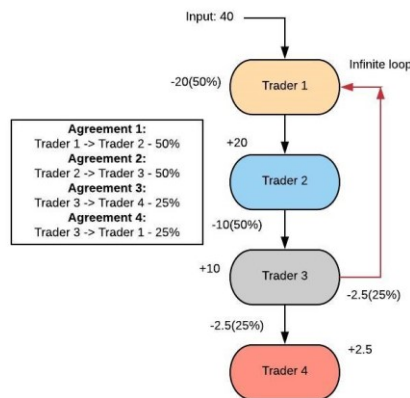 Input: 40
Infinite loop
-20(50%)
Trader 1
Agreement 1:
Trader 1 -> Trader 2 - 50%
Agreement 2:
Trader 2 -> Trader 3 - 50%
Agreement 3:
Trader 3 -> Trader 4 - 25%
Agreement 4:
Trader 3 -> Trader 1 - 25%
+20
Trader 2
-10(50%)
+10
Trader 3
-2.5(25%)
-2.5(25%)
+2.5
Trader 4